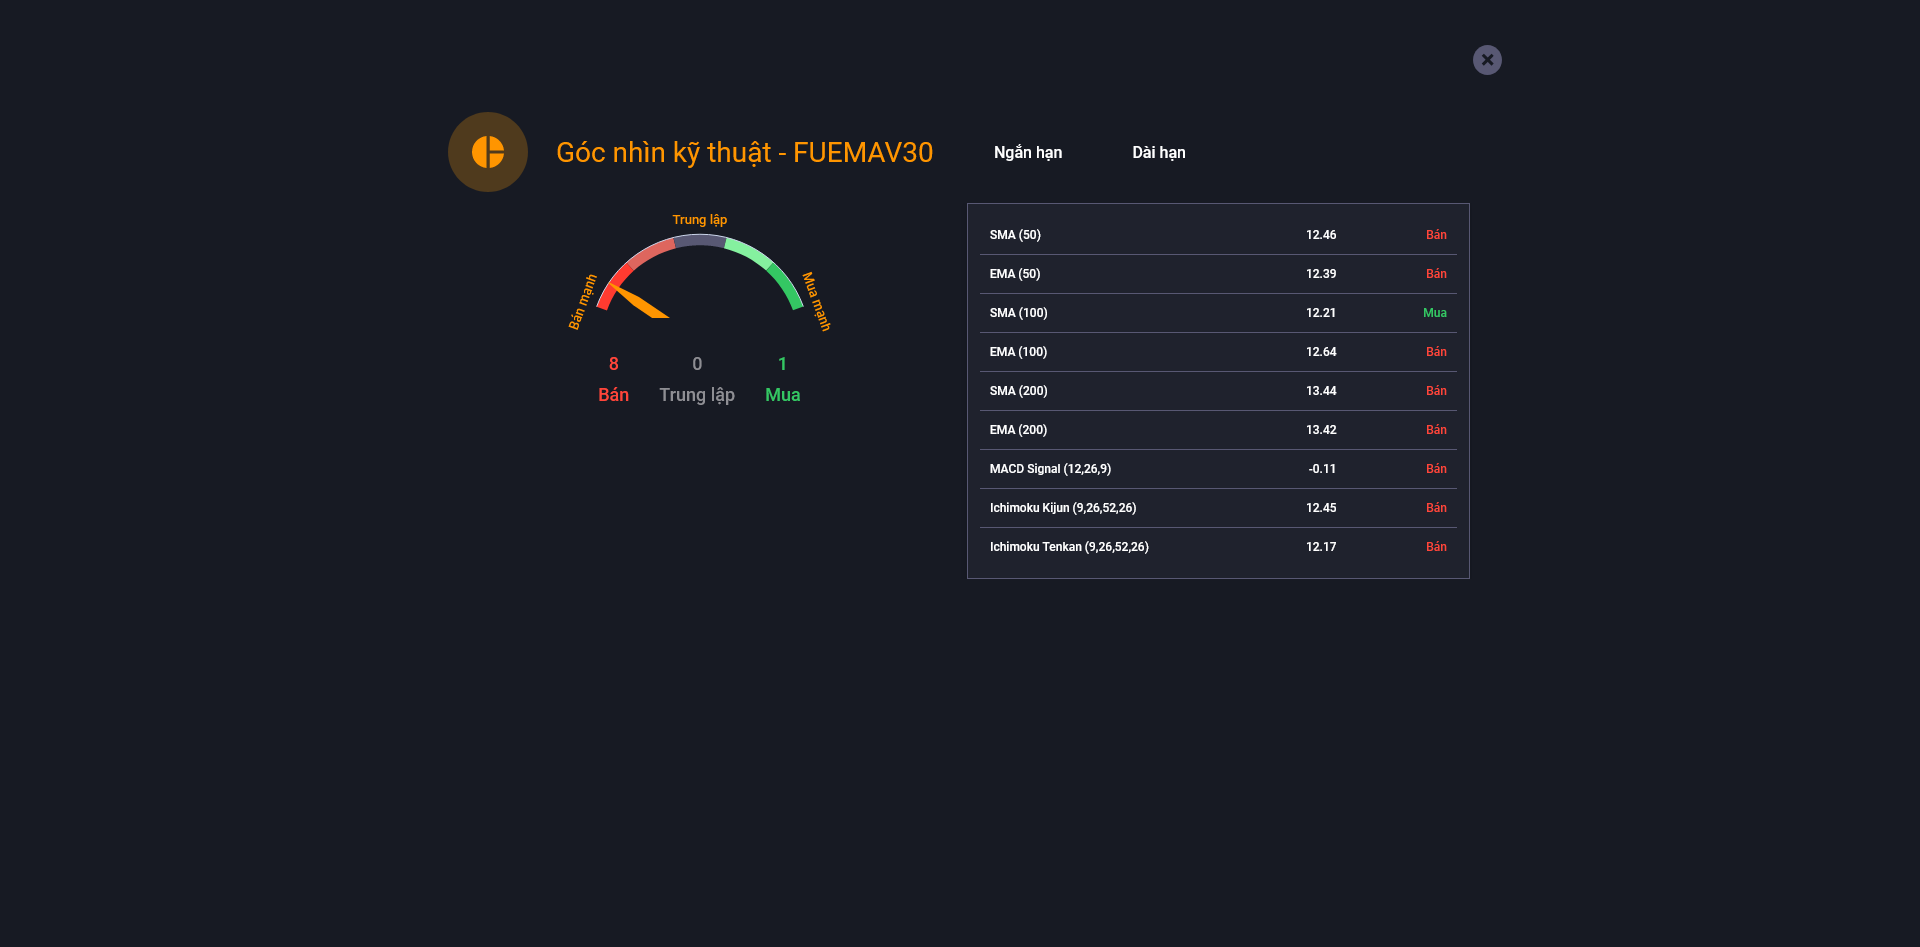 Góc nhìn kỹ thuật - FUEMAV30
Ngắn hạn
Dài hạn
Trung lập
Bán mạnh
Mua mạnh
8 0 1
Bán Trung lập Mua
SMA (50) 12.46 Bán
EMA (50) 12.39 Bán
SMA (100) 12.21 Mua
EMA (100) 12.64 Bán
SMA (200) 13.44 Bán
EMA (200) 13.42 Bán
MACD Signal (12,26,9) -0.11 Bán
Ichimoku Kijun (9,26,52,26) 12.45 Bán
Ichimoku Tenkan (9,26,52,26) 12.17 Bán